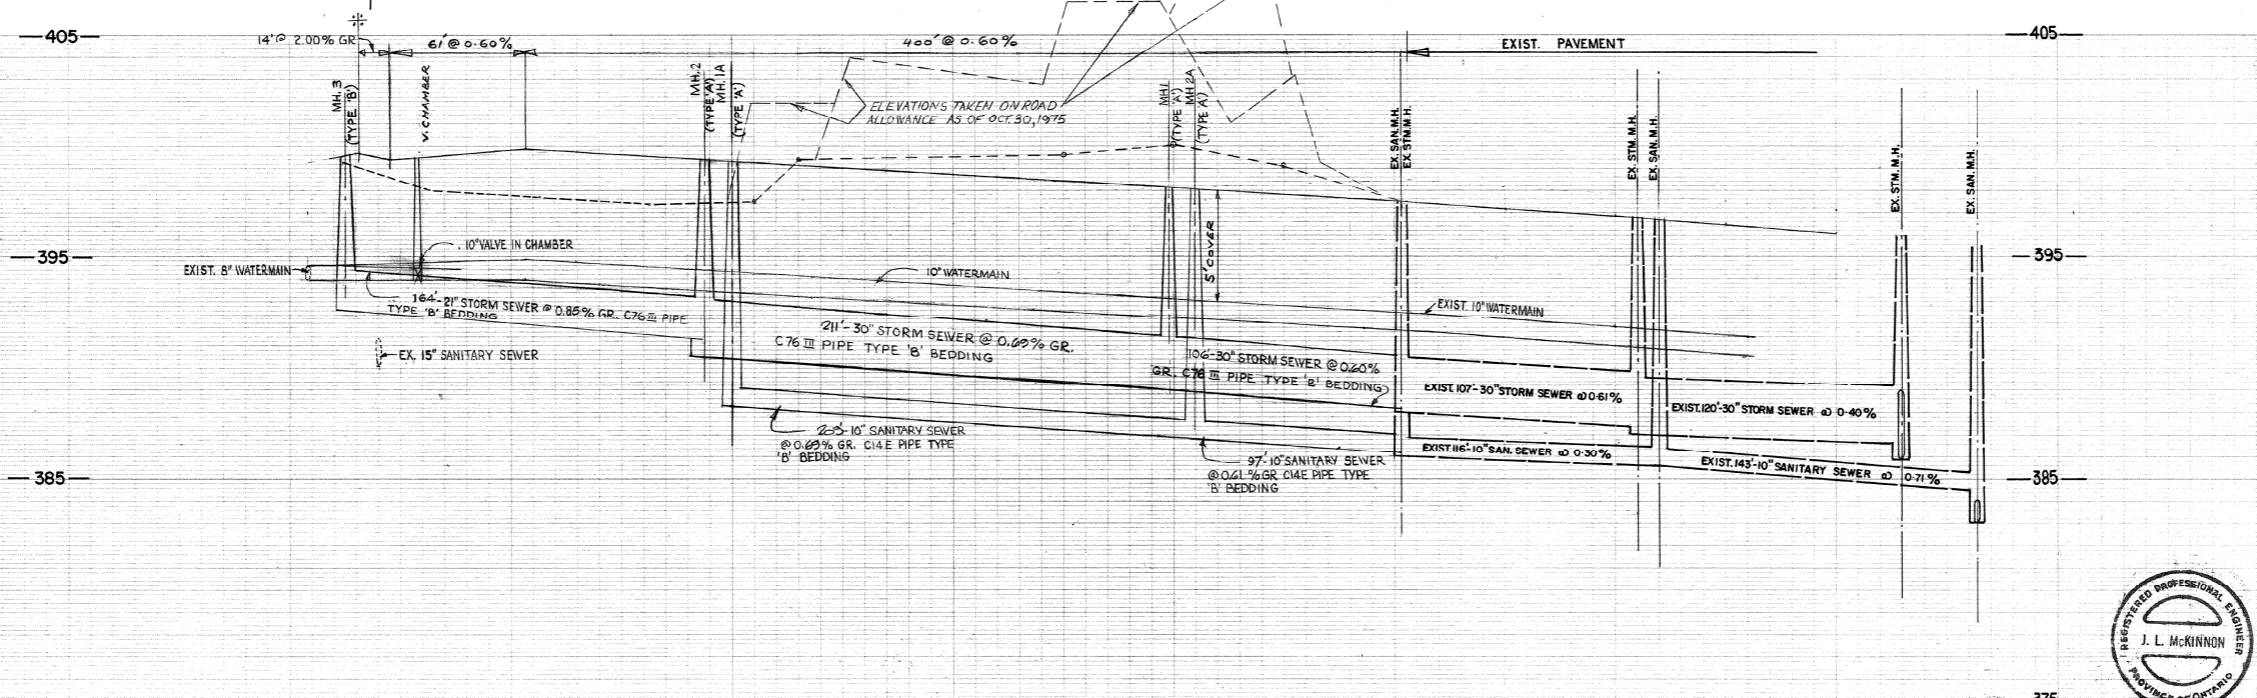 405
14'@ 2.00% GR
61'@ 0.60%
400'@ 0.60%
EXIST. PAVEMENT
405
MH. 3
(TYPE 'B')
V. CHAMBER
MH. 2
(TYPE 'A')
MH. 1A
(TYPE 'A')
ELEVATIONS TAKEN ON ROAD
ALLOWANCE AS OF OCT. 30, 1975
MH.1
(TYPE 'A')
MH. 2A
(TYPE 'A')
EX. SAN. M.H.
EX. STM. M.H.
EX. STM. M.H.
EX. SAN. M.H.
EX. STM. M.H.
EX. SAN. M.H.
395
EXIST. 8" WATERMAIN
10" VALVE IN CHAMBER
10" WATERMAIN
5' COVER
EXIST. 10" WATERMAIN
395
164'-21" STORM SEWER @ 0.85% GR. C76 III PIPE
TYPE 'B' BEDDING
EX. 15" SANITARY SEWER
211'-30" STORM SEWER @ 0.69% GR.
C76 III PIPE TYPE 'B' BEDDING
106'-30" STORM SEWER @ 0.60%
GR. C76 III PIPE TYPE 'B' BEDDING
EXIST. 107'-30" STORM SEWER @ 0.61%
EXIST. 120'-30" STORM SEWER @ 0.40%
SANITARY SEWER
@ 0.69% GR. C14E PIPE TYPE
'B' BEDDING
97'-10" SANITARY SEWER
@ 0.61 % GR C14E PIPE TYPE
'B' BEDDING
EXIST. 116'-10" SAN. SEWER @ 0.30%
EXIST. 143'-10" SANITARY SEWER @ 0.71%
385
385
REGISTERED PROFESSIONAL ENGINEER
J. L. McKINNON
PROVINCE OF ONTARIO
375